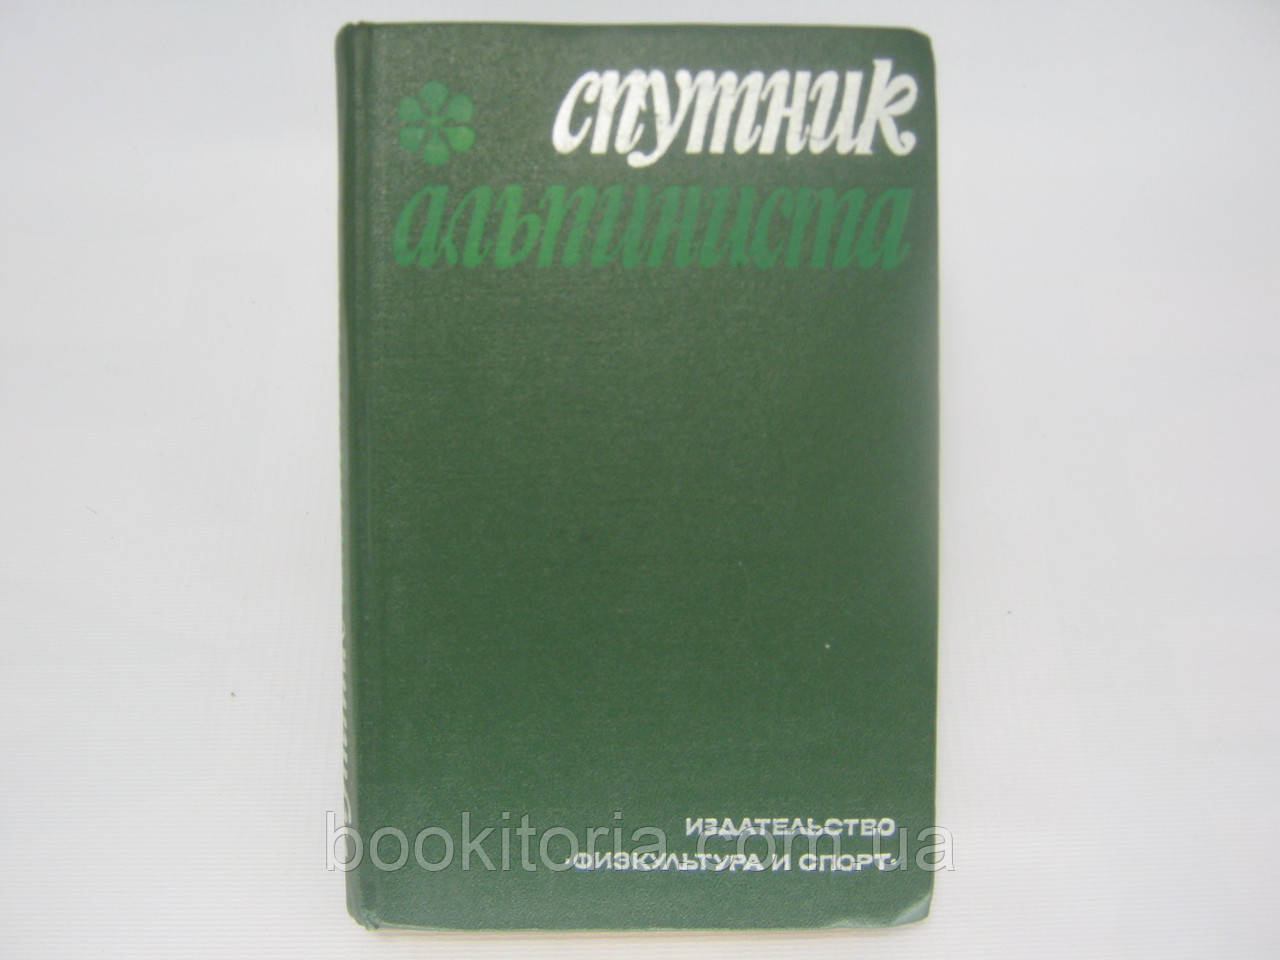 спутник
альпиниста
ИЗДАТЕЛЬСТВО
«ФИЗКУЛЬТУРА И СПОРТ»
bookitoria.com.ua